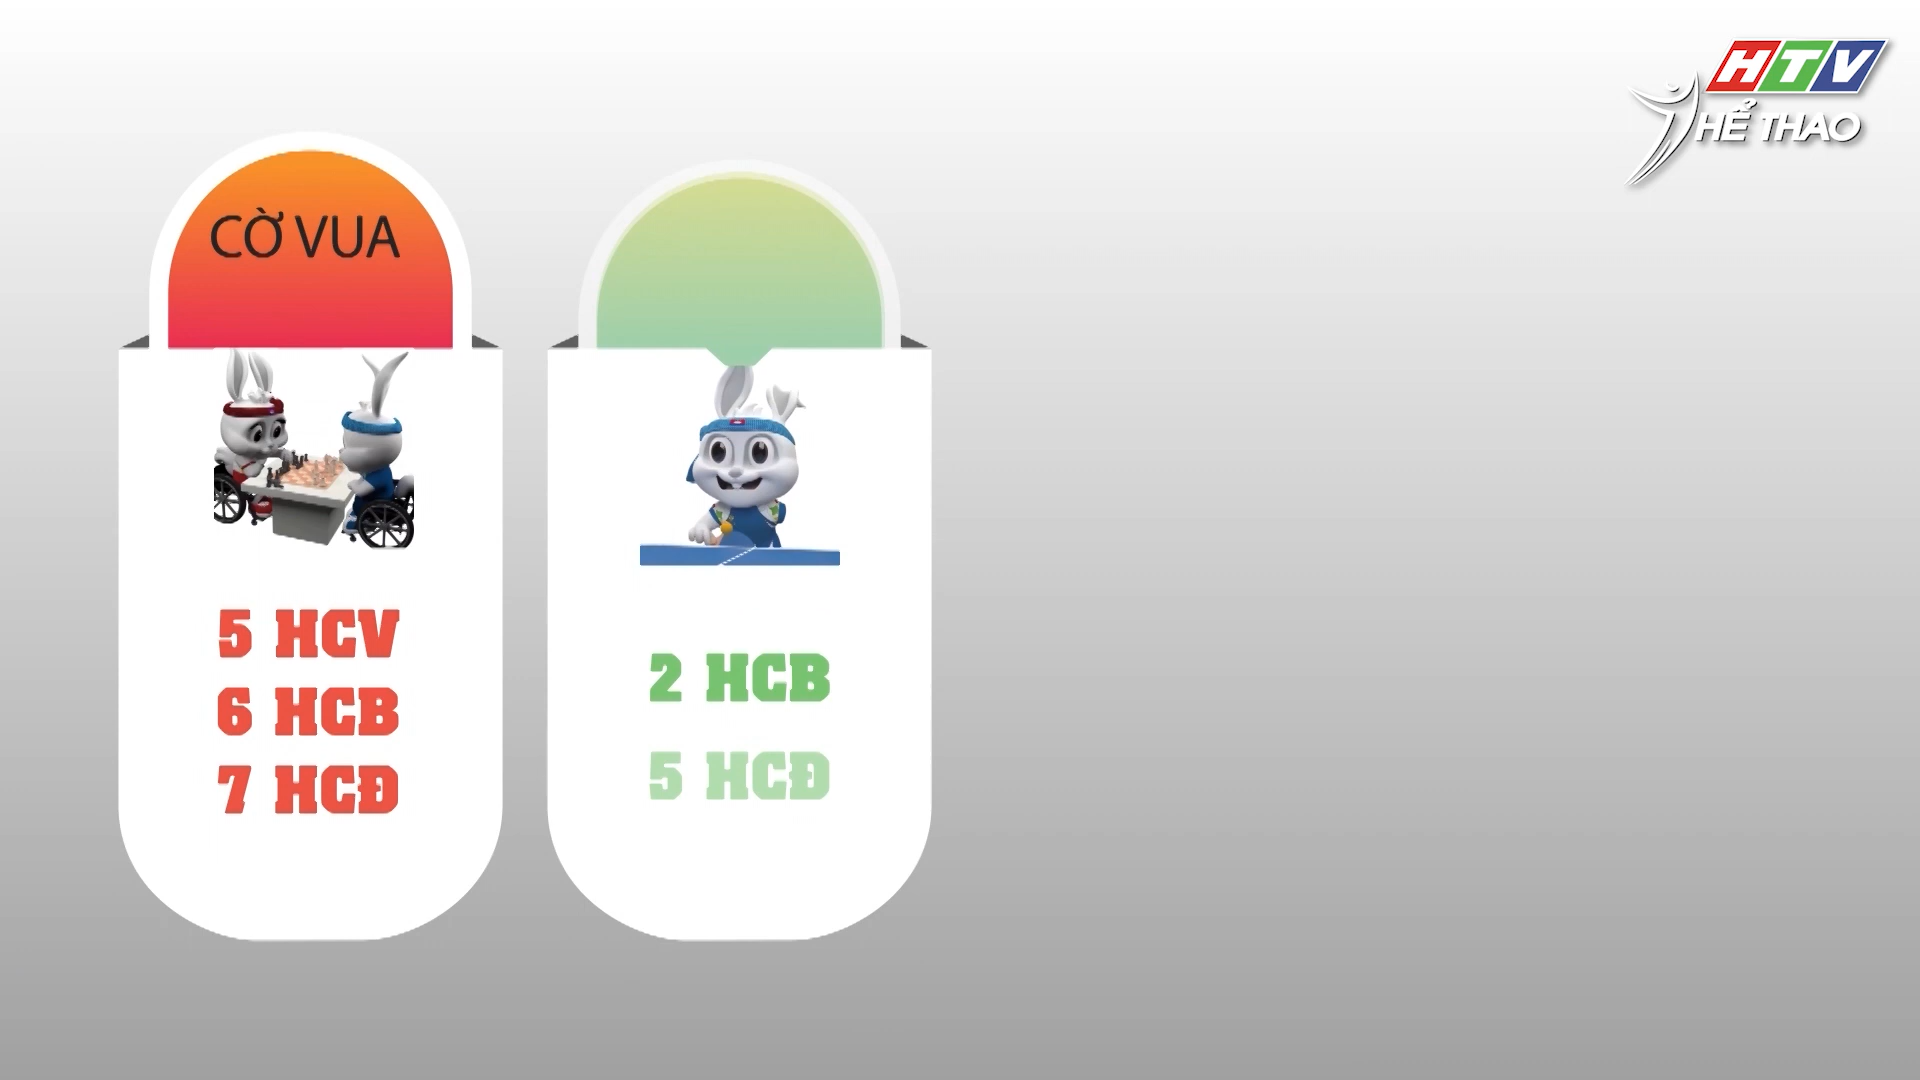 HTV
THỂ THAO
CỜ VUA
5 HCV
6 HCB
7 HCĐ
2 HCB
5 HCĐ